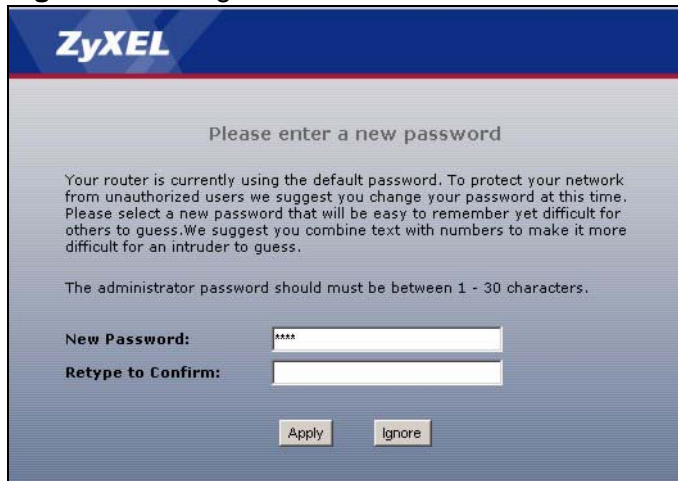 ZyXEL
Please enter a new password
Your router is currently using the default password. To protect your network
from unauthorized users we suggest you change your password at this time.
Please select a new password that will be easy to remember yet difficult for
others to guess.We suggest you combine text with numbers to make it more
difficult for an intruder to guess.
The administrator password should must be between 1 - 30 characters.
New Password: ****
Retype to Confirm:
Apply Ignore